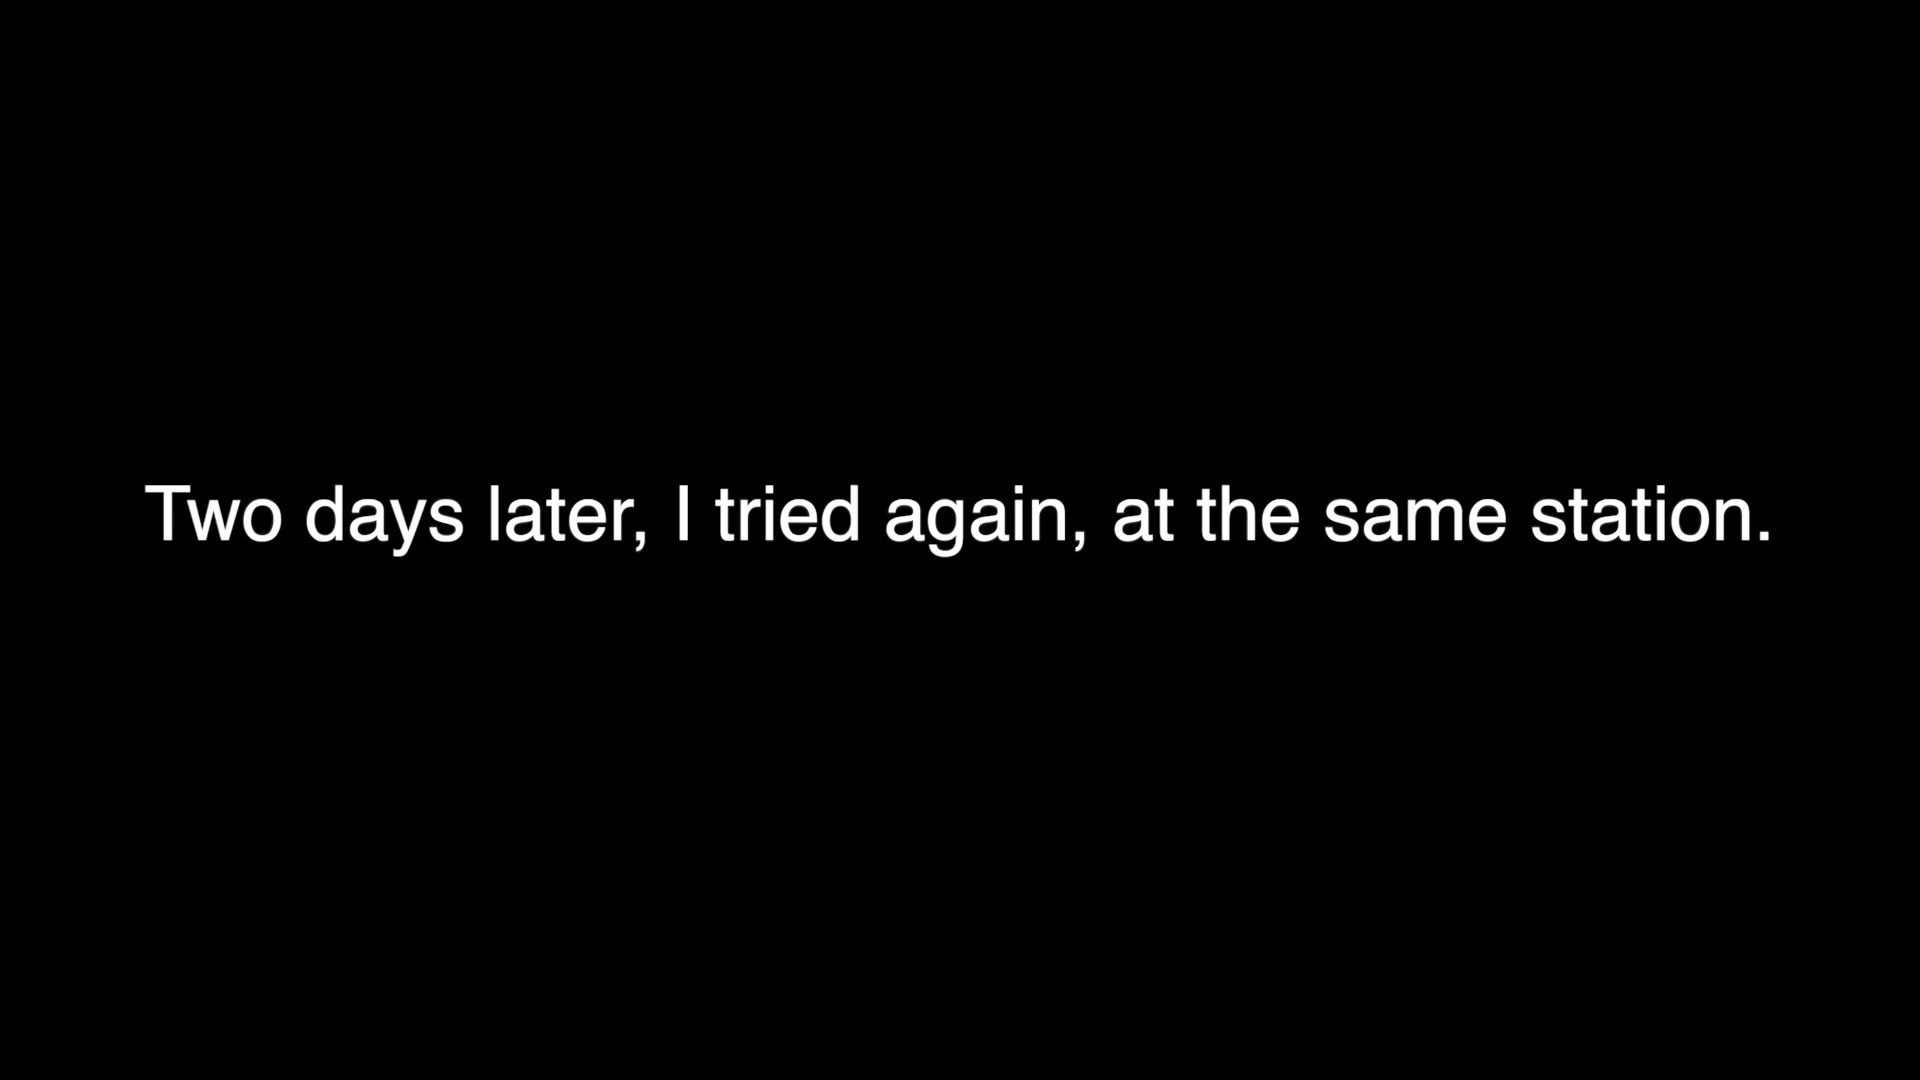 Two days later, I tried again, at the same station.